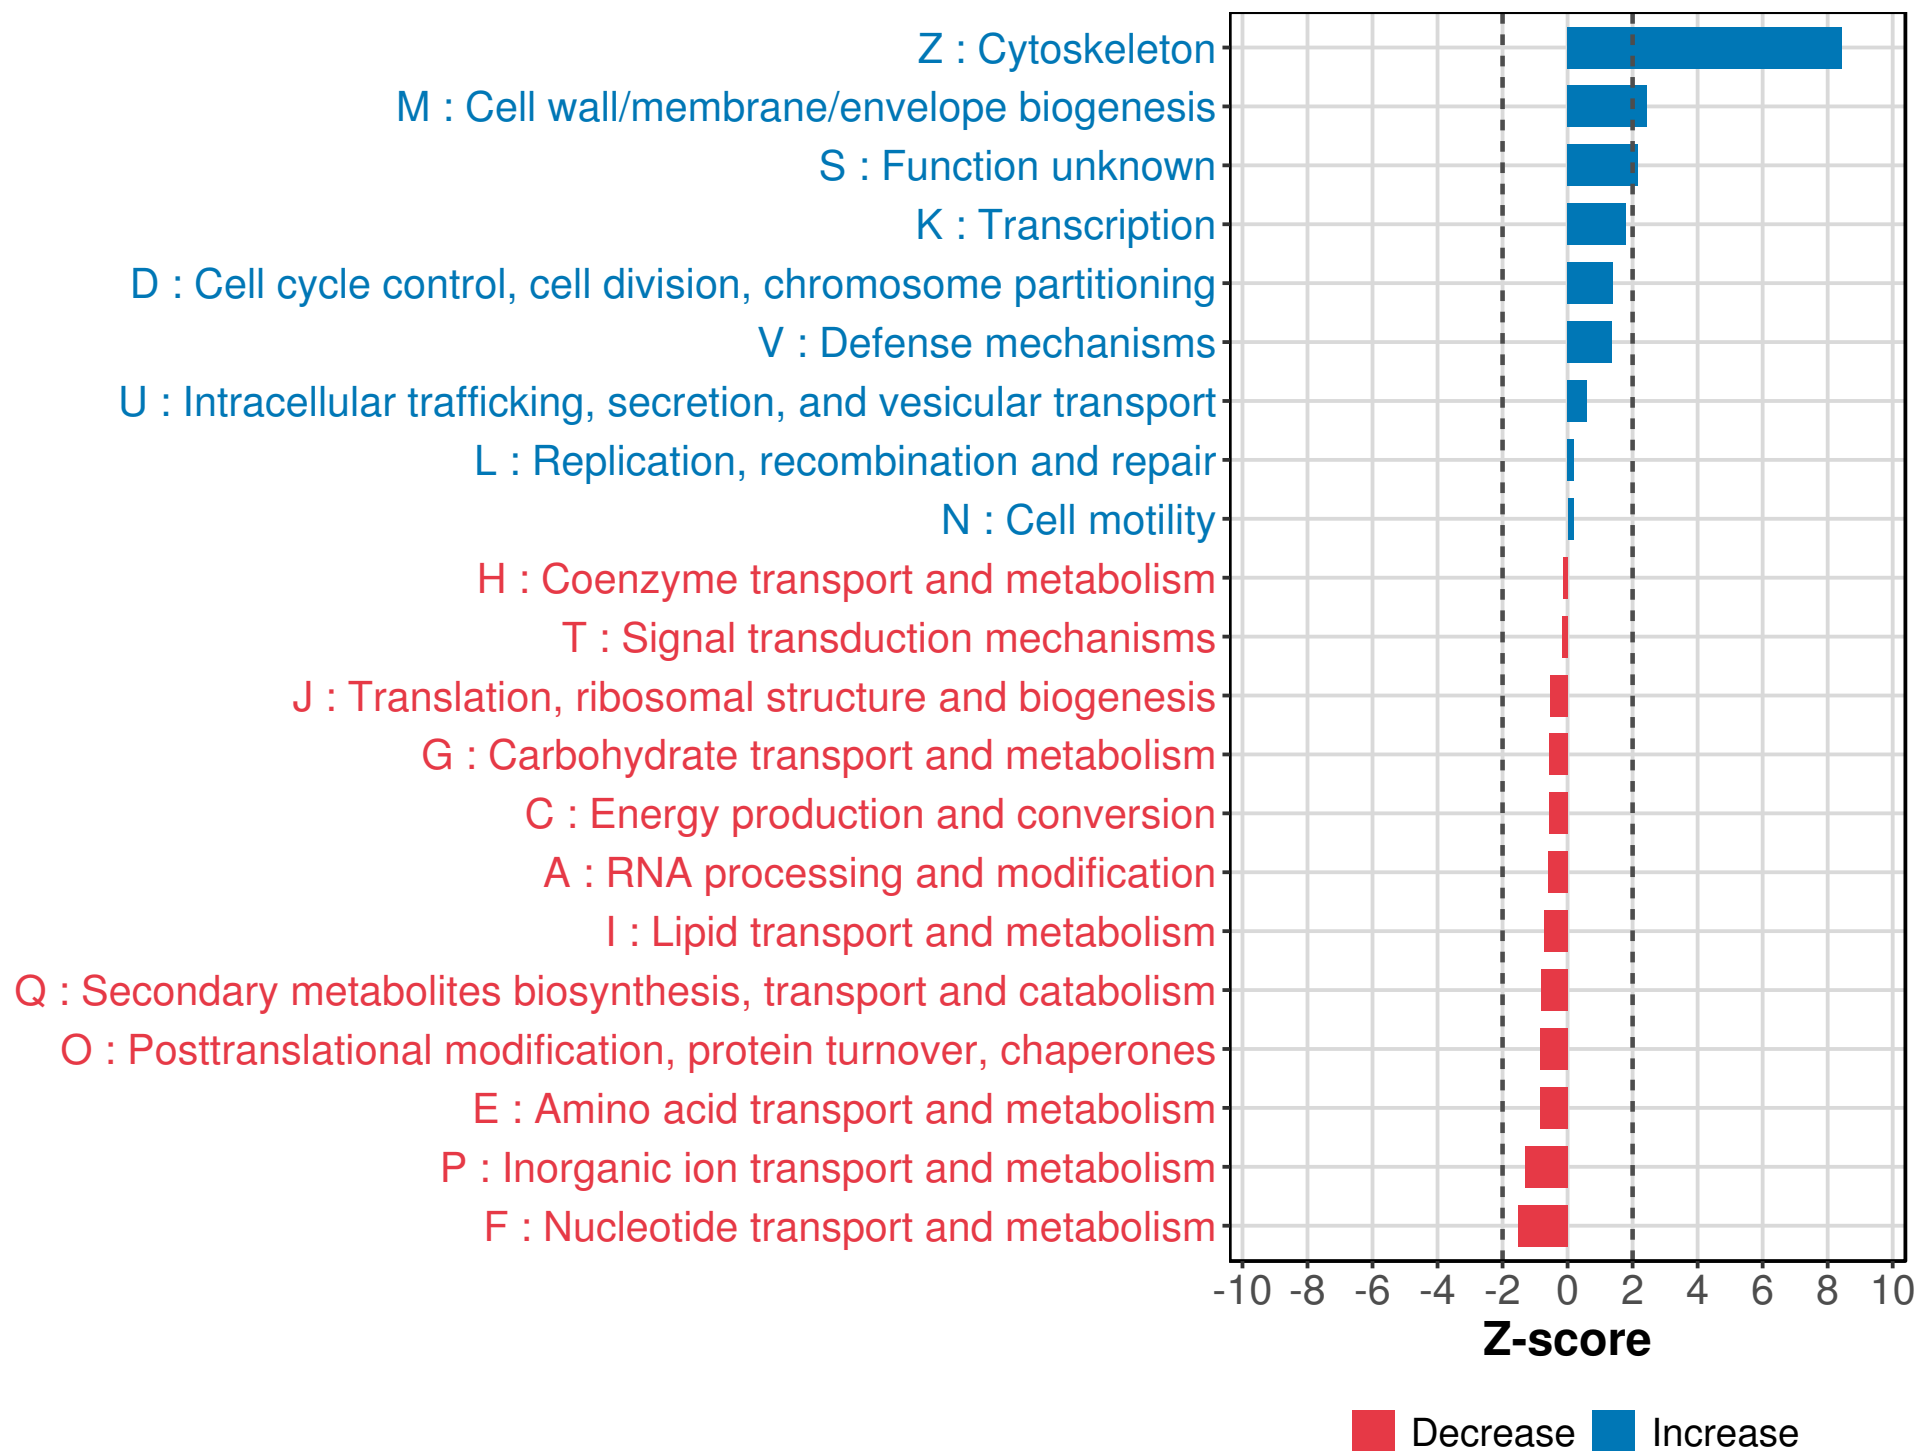 Z : Cytoskeleton
M : Cell wall/membrane/envelope biogenesis
S : Function unknown
K : Transcription
D : Cell cycle control, cell division, chromosome partitioning
V : Defense mechanisms
U : Intracellular trafficking, secretion, and vesicular transport
L : Replication, recombination and repair
N : Cell motility
H : Coenzyme transport and metabolism
T : Signal transduction mechanisms
J : Translation, ribosomal structure and biogenesis
G : Carbohydrate transport and metabolism
C : Energy production and conversion
A : RNA processing and modification
I : Lipid transport and metabolism
Q : Secondary metabolites biosynthesis, transport and catabolism
O : Posttranslational modification, protein turnover, chaperones
E : Amino acid transport and metabolism
P : Inorganic ion transport and metabolism
F : Nucleotide transport and metabolism
-10 -8 -6 -4 -2 0 2 4 6 8 10
Z-score
Decrease Increase